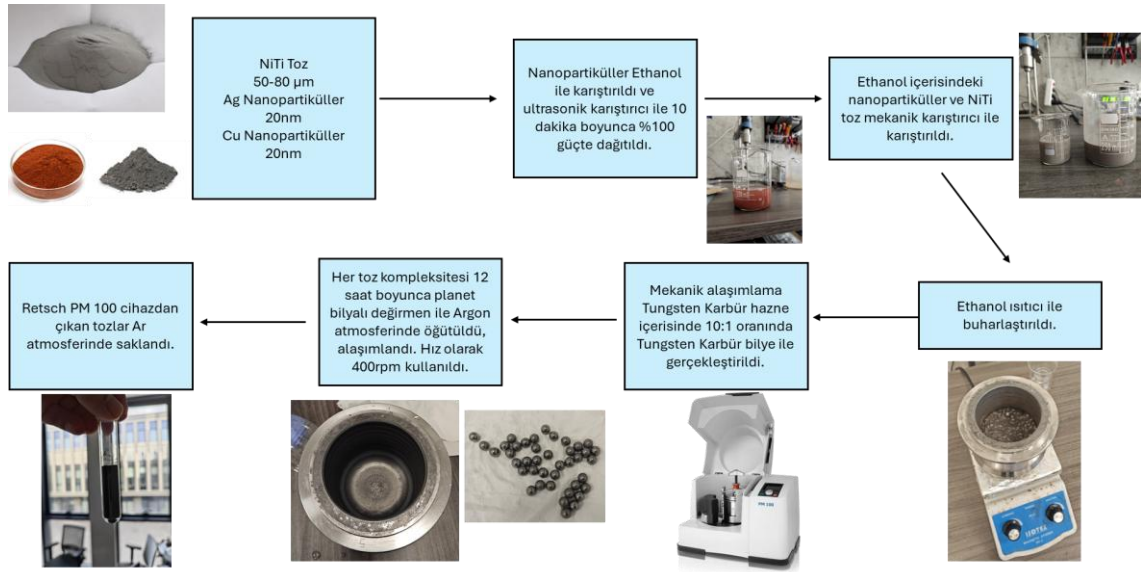 NiTi Toz
50-80 µm
Ag Nanopartiküller
20nm
Cu Nanopartiküller
20nm
Nanopartiküller Ethanol
ile karıştırıldı ve
ultrasonik karıştırıcı ile 10
dakika boyunca %100
güçte dağıtıldı.
Ethanol içerisindeki
nanopartiküller ve NiTi
toz mekanik karıştırıcı ile
karıştırıldı.
Ethanol ısıtıcı ile
buharlaştırıldı.
Mekanik alaşımlama
Tungsten Karbür hazne
içerisinde 10:1 oranında
Tungsten Karbür bilye ile
gerçekleştirildi.
Her toz kompleksitesi 12
saat boyunca planet
bilyalı değirmen ile Argon
atmosferinde öğütüldü,
alaşımlandı. Hız olarak
400rpm kullanıldı.
Retsch PM 100 cihazdan
çıkan tozlar Ar
atmosferinde saklandı.